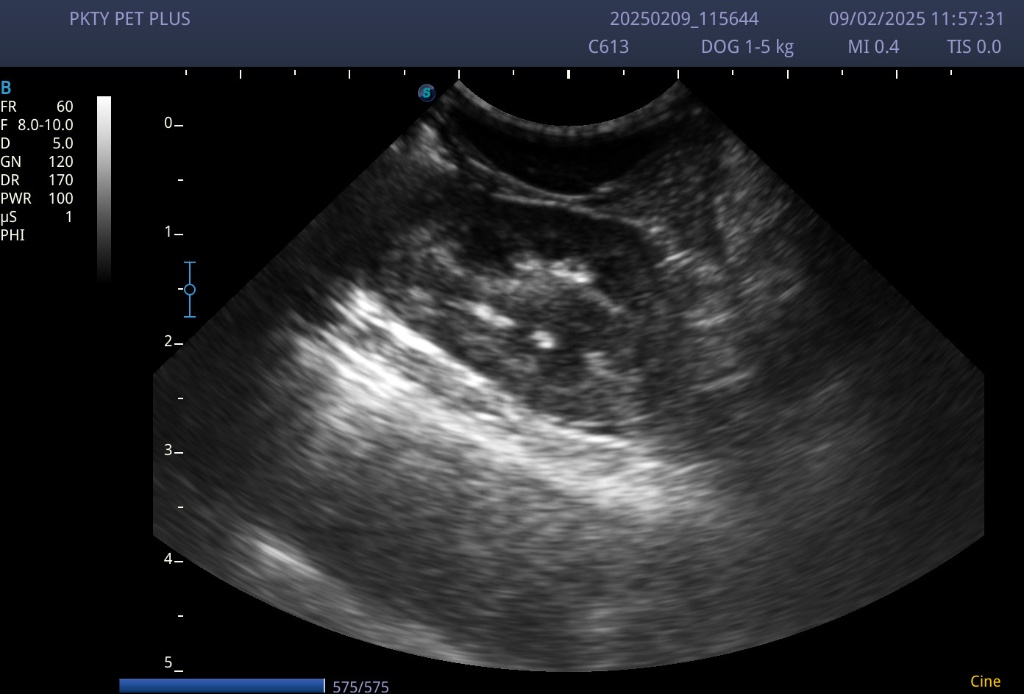 PKTY PET PLUS
20250209_115644
09/02/2025 11:57:31
C613
DOG 1-5 kg
MI 0.4
TIS 0.0
B
FR 60
F 8.0-10.0
D 5.0
GN 120
DR 170
PWR 100
µS 1
PHI
S
0
1
2
3
4
5
575/575
Cine